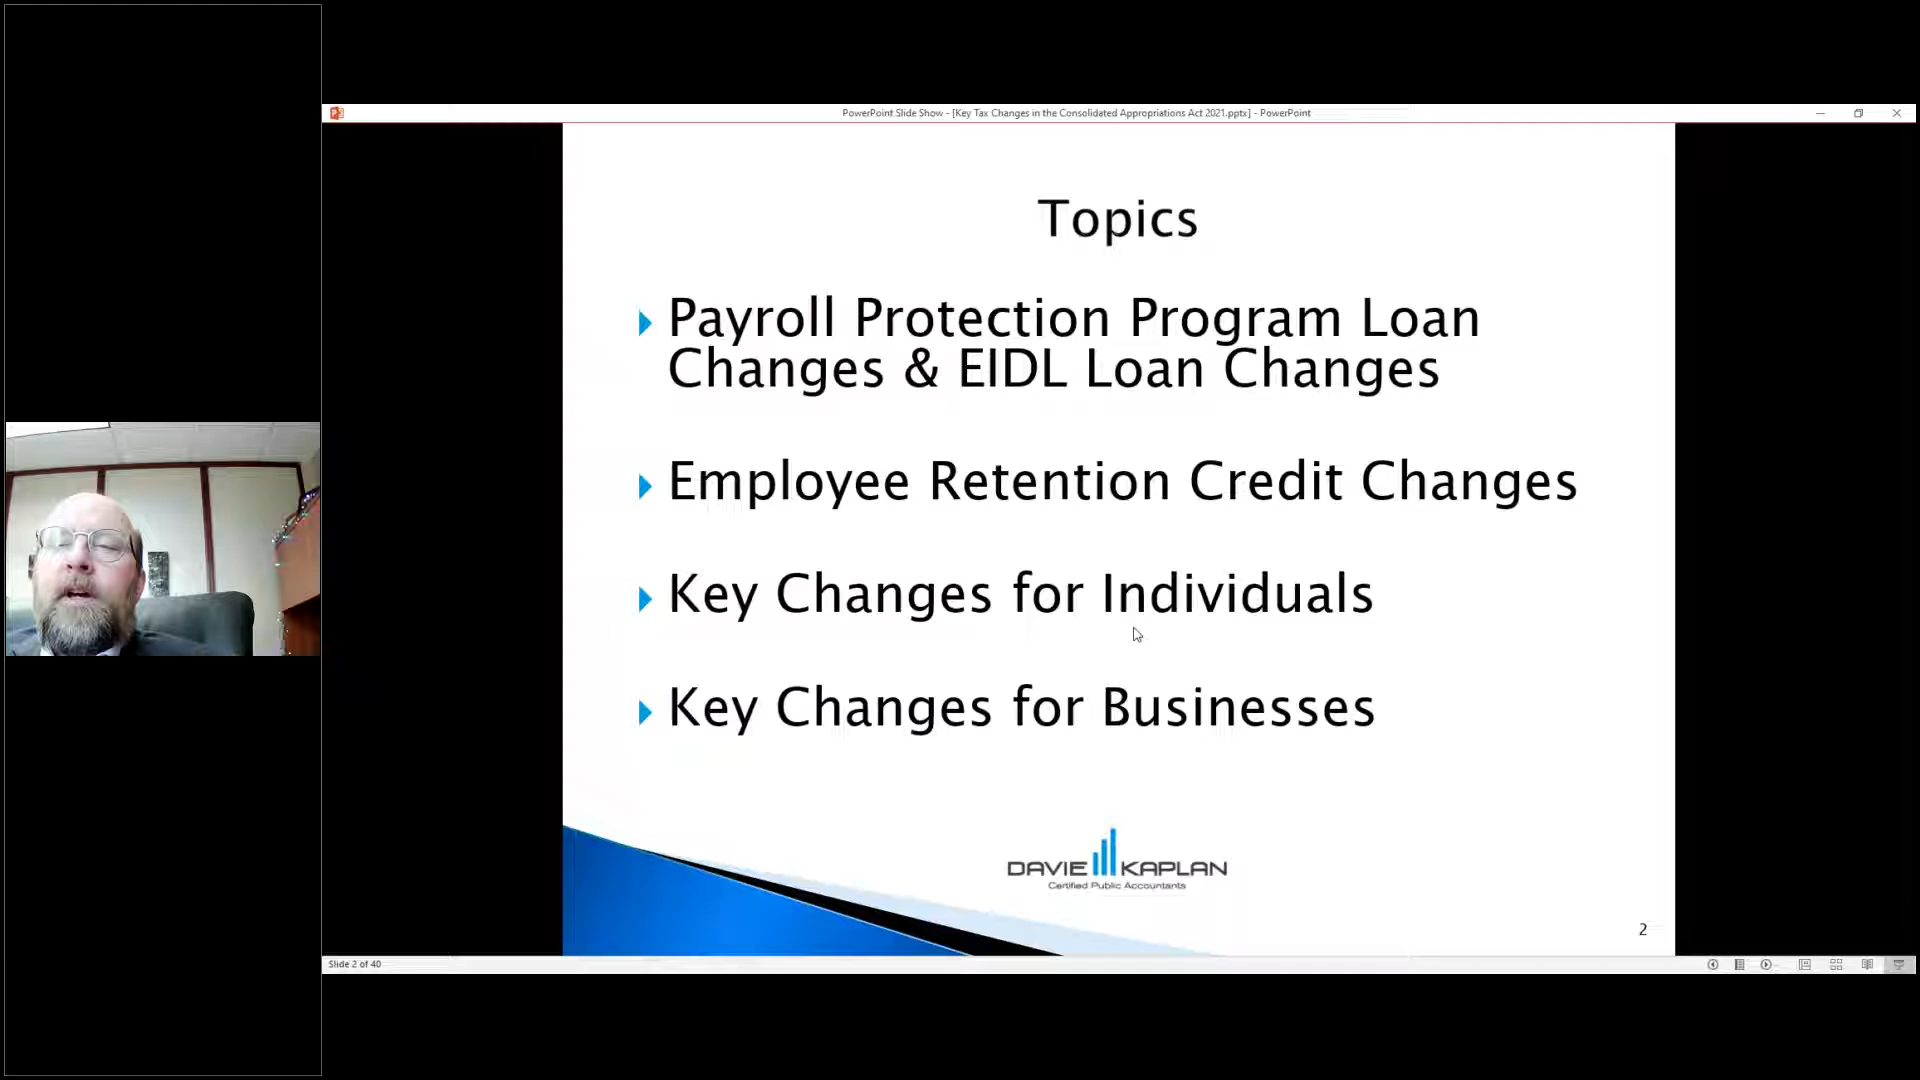 PowerPoint Slide Show - [Key Tax Changes in the Consolidated Appropriations Act 2021.pptx] - PowerPoint
Topics
Payroll Protection Program Loan
Changes & EIDL Loan Changes
Employee Retention Credit Changes
Key Changes for Individuals
Key Changes for Businesses
DAVIE KAPLAN
Certified Public Accountants
2
Slide 2 of 40